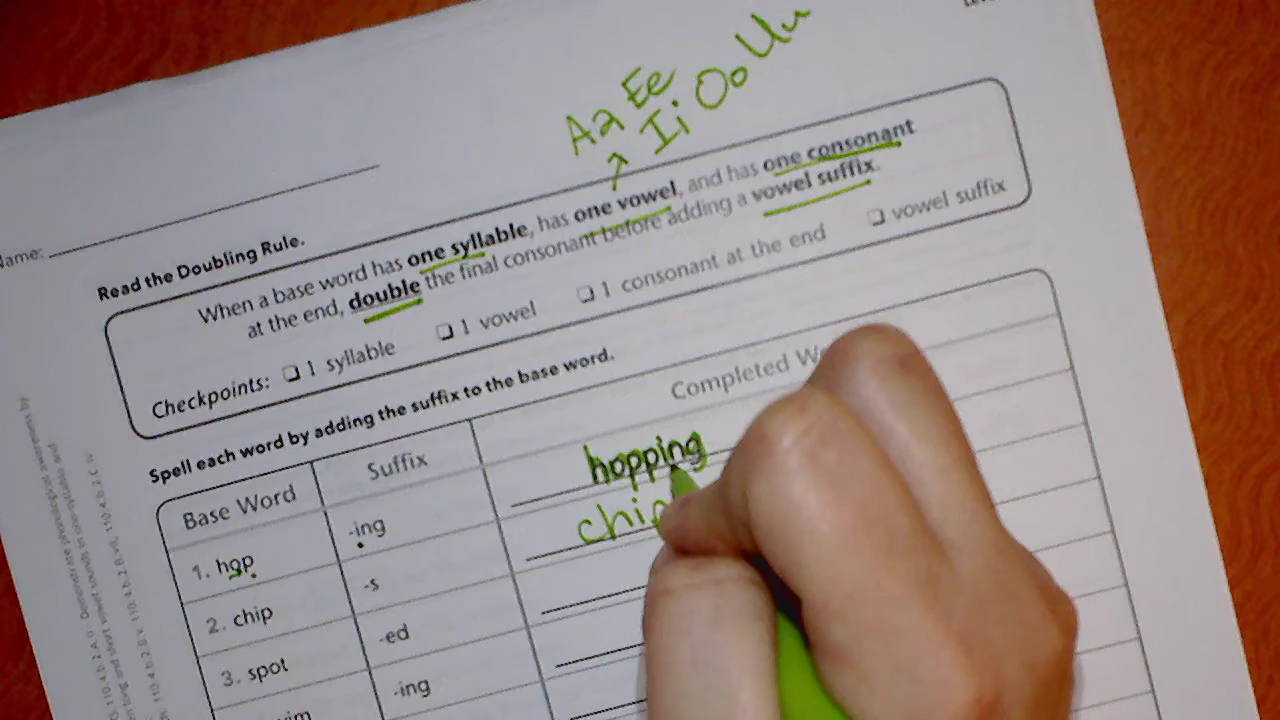 Aa Ee
Ii Oo Uu
Name:
Read the Doubling Rule.
When a base word has one syllable, has one vowel, and has one consonant
at the end, double the final consonant before adding a vowel suffix.
Checkpoints: ❑ 1 syllable ❑ 1 vowel ❑ 1 consonant at the end ❑ vowel suffix
Spell each word by adding the suffix to the base word.
Base Word Suffix Completed
1. hop -ing hopping
2. chip -s chi
3. spot -ed
-ing